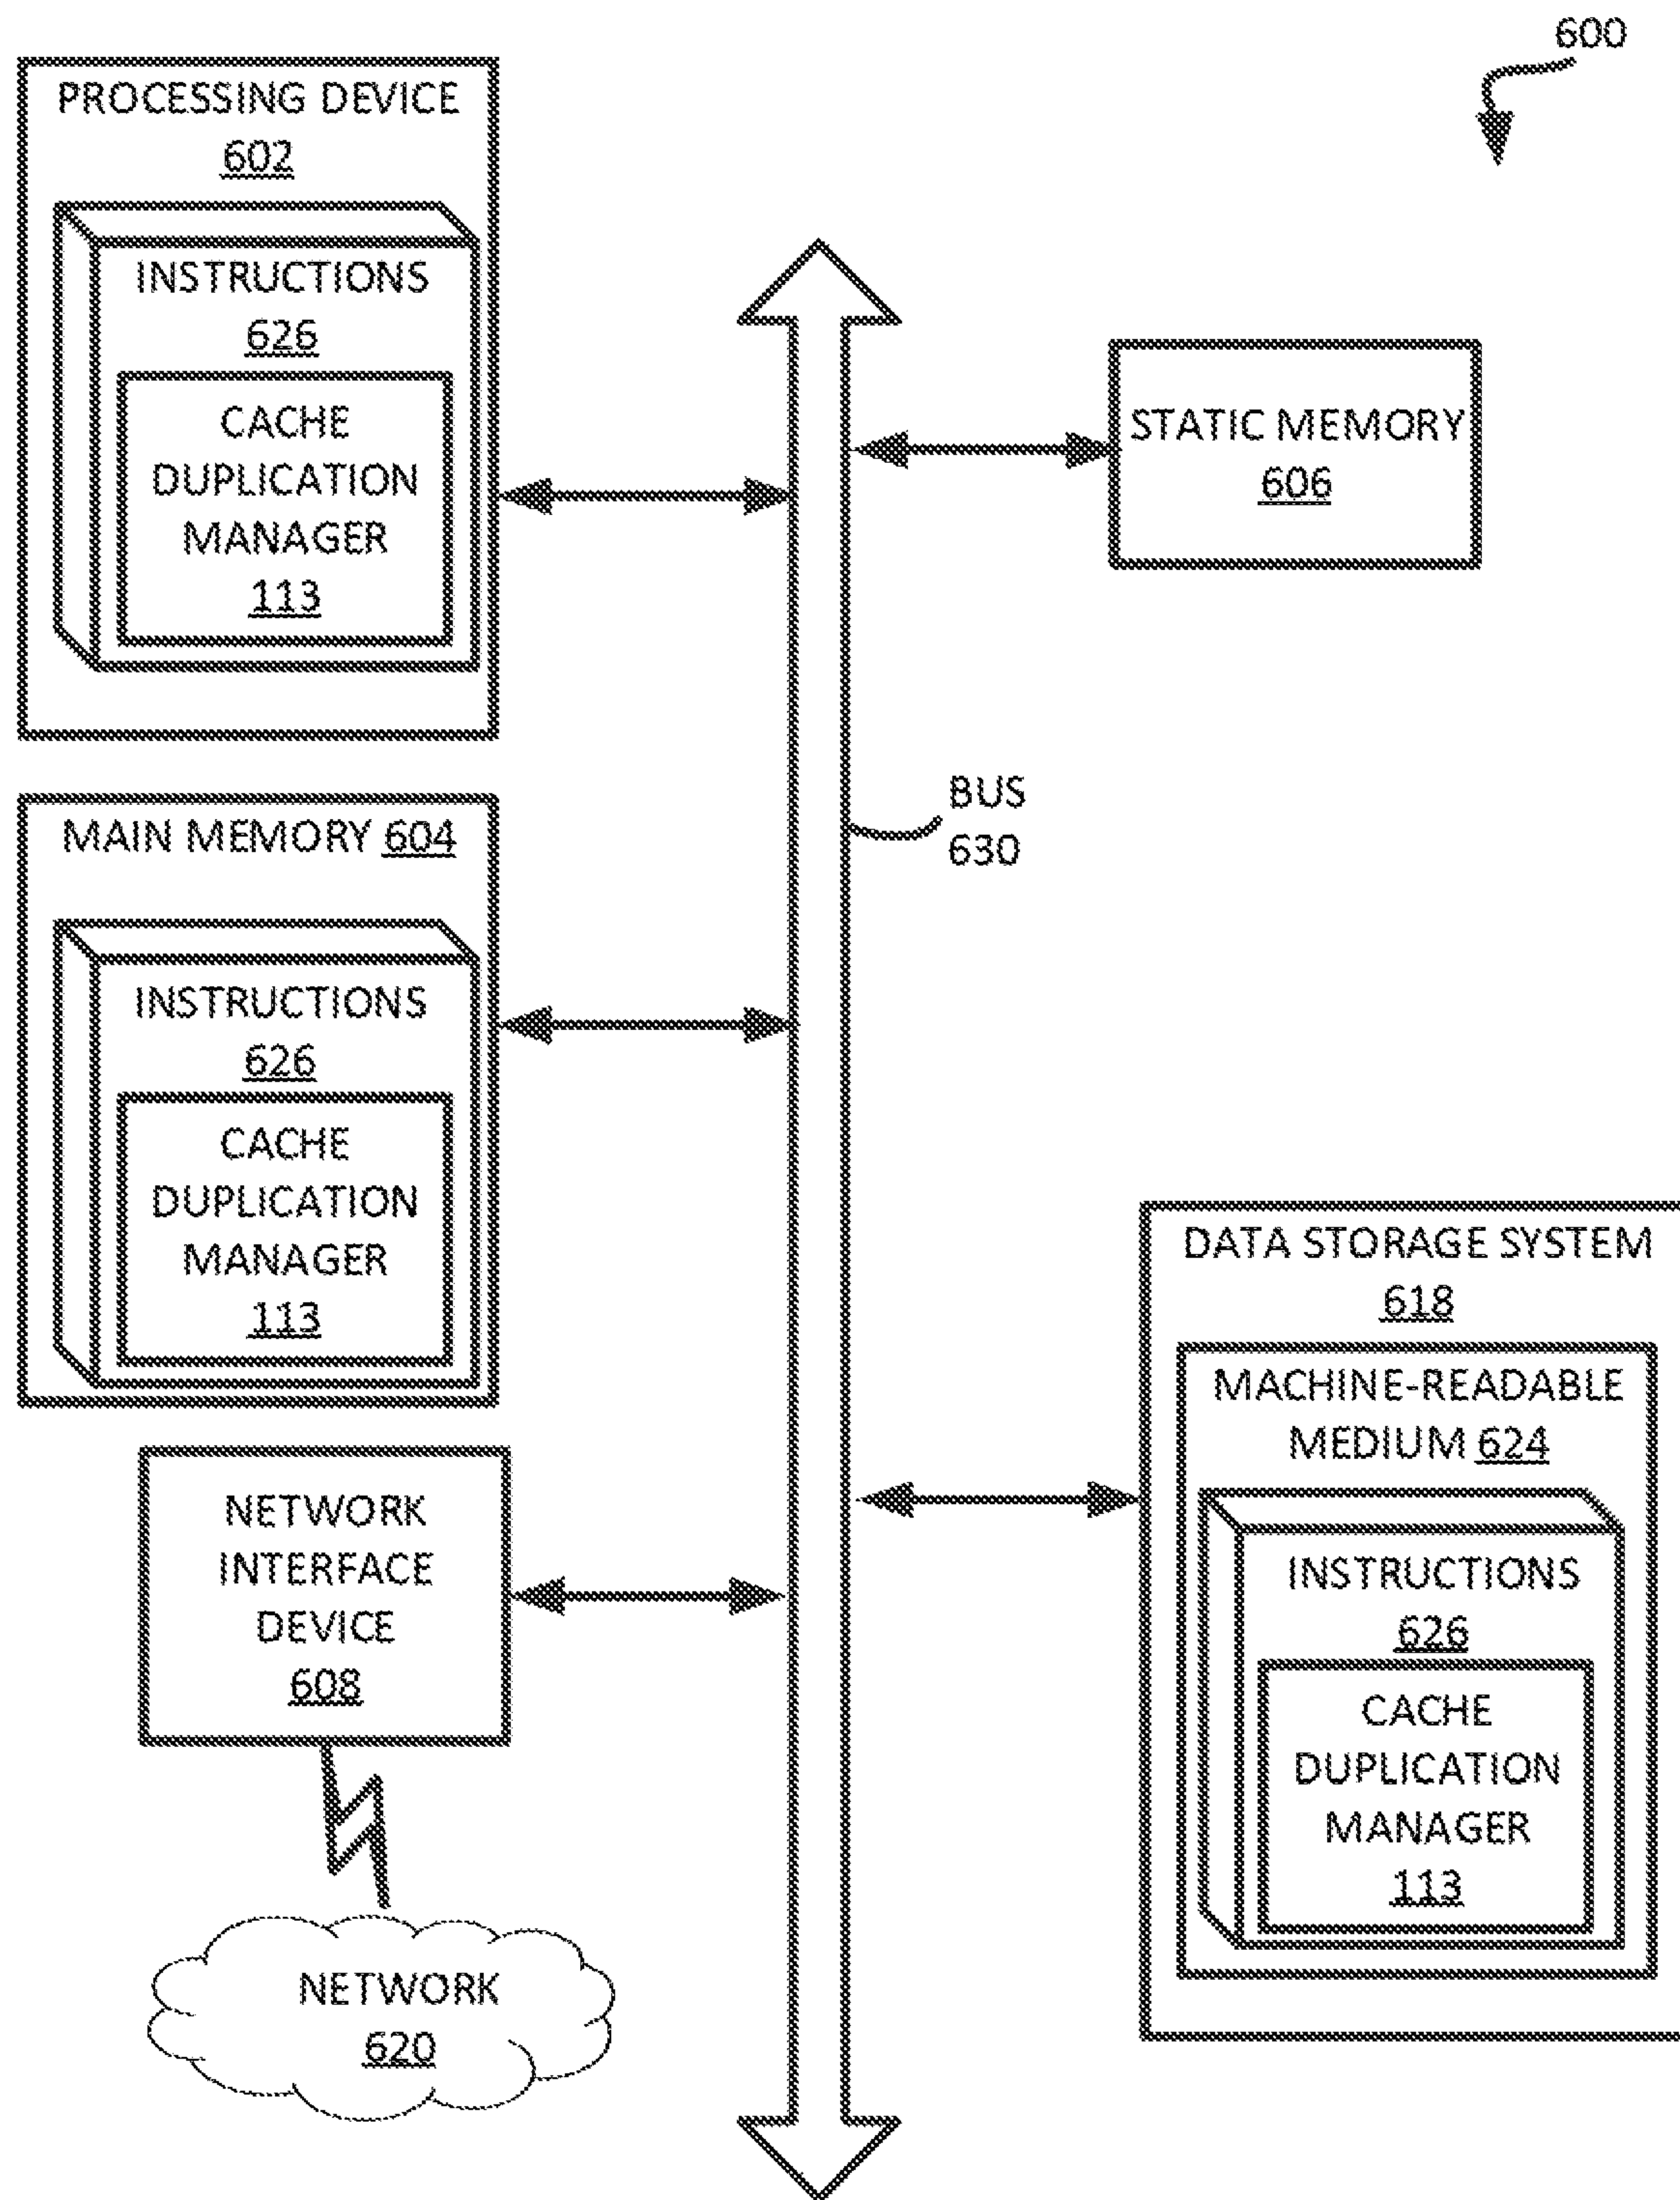 600
PROCESSING DEVICE
602
INSTRUCTIONS
626
CACHE
DUPLICATION
MANAGER
113
STATIC MEMORY
606
BUS
630
MAIN MEMORY 604
INSTRUCTIONS
626
CACHE
DUPLICATION
MANAGER
113
DATA STORAGE SYSTEM
618
MACHINE-READABLE
MEDIUM 624
INSTRUCTIONS
626
CACHE
DUPLICATION
MANAGER
113
NETWORK
INTERFACE
DEVICE
608
NETWORK
620